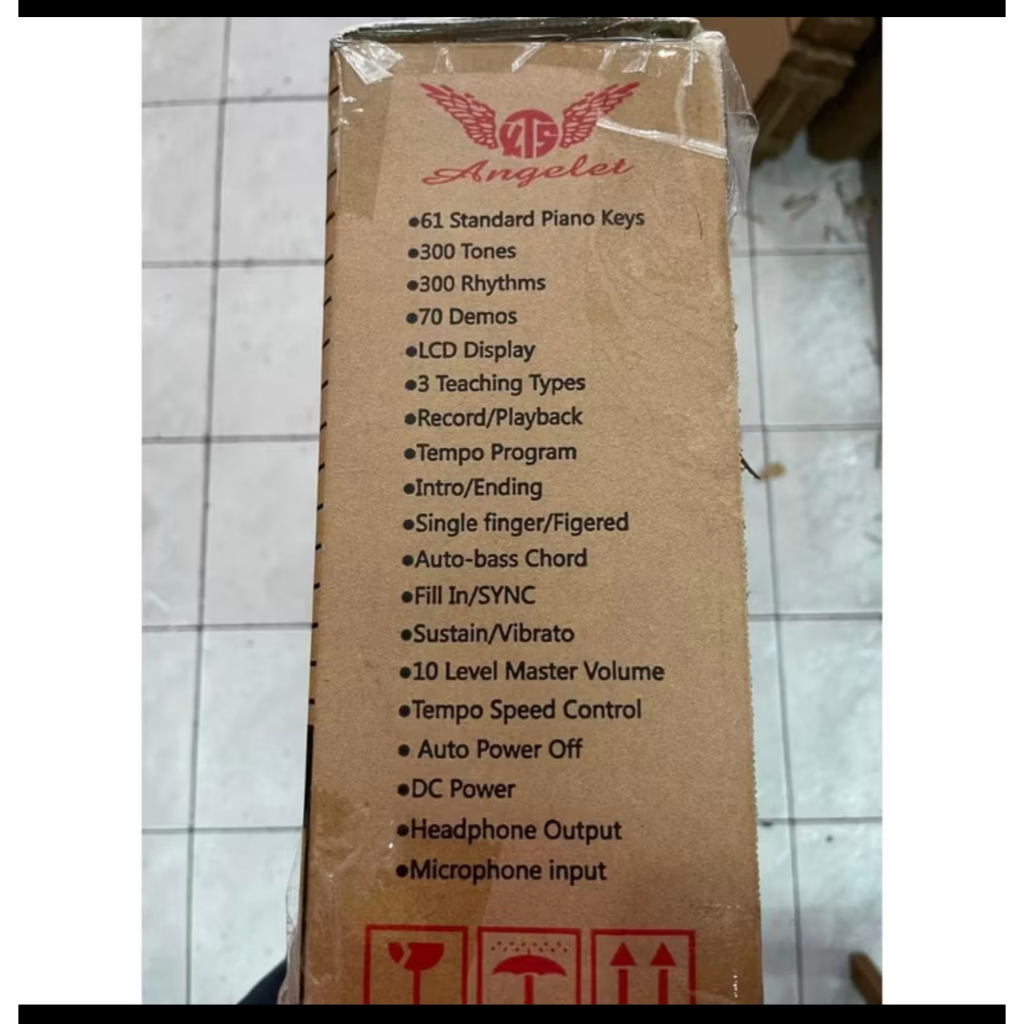 XTS
Angelet
●61 Standard Piano Keys
●300 Tones
●300 Rhythms
●70 Demos
●LCD Display
●3 Teaching Types
●Record/Playback
●Tempo Program
●Intro/Ending
●Single finger/Figered
●Auto-bass Chord
●Fill In/SYNC
●Sustain/Vibrato
●10 Level Master Volume
●Tempo Speed Control
● Auto Power Off
●DC Power
●Headphone Output
●Microphone input